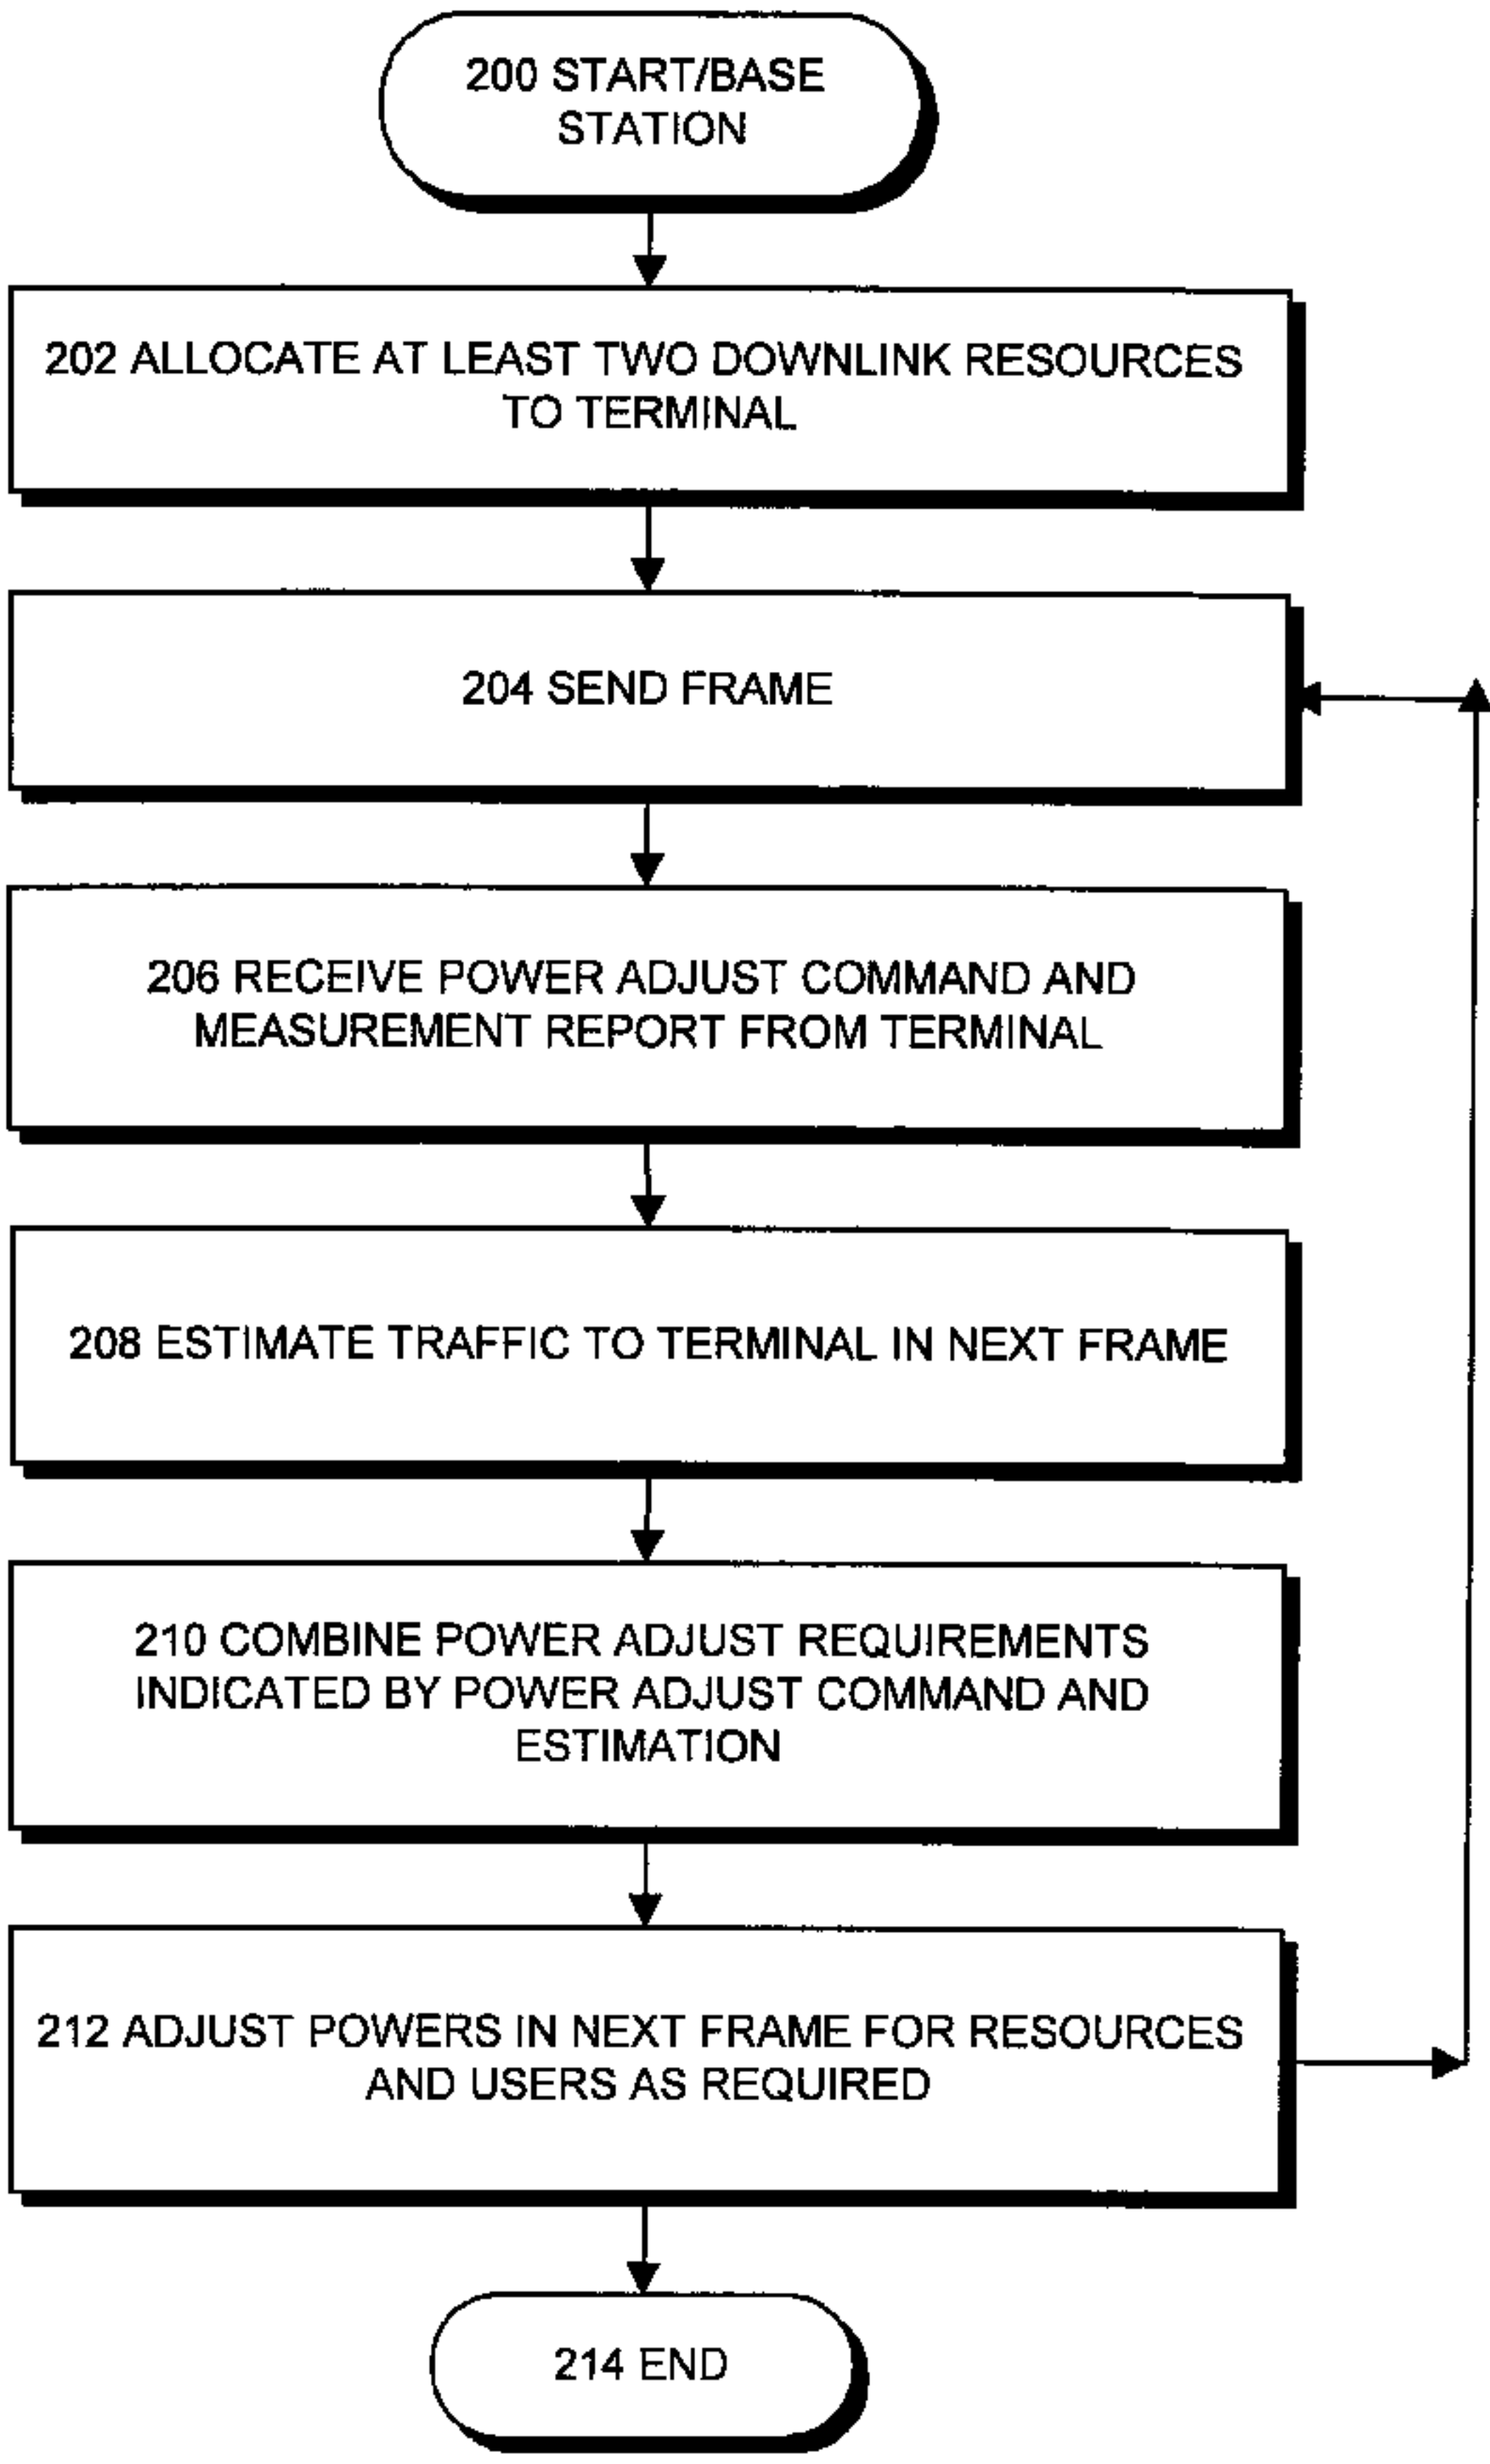 200 START/BASE
STATION
202 ALLOCATE AT LEAST TWO DOWNLINK RESOURCES
TO TERMINAL
204 SEND FRAME
206 RECEIVE POWER ADJUST COMMAND AND
MEASUREMENT REPORT FROM TERMINAL
208 ESTIMATE TRAFFIC TO TERMINAL IN NEXT FRAME
210 COMBINE POWER ADJUST REQUIREMENTS
INDICATED BY POWER ADJUST COMMAND AND
ESTIMATION
212 ADJUST POWERS IN NEXT FRAME FOR RESOURCES
AND USERS AS REQUIRED
214 END